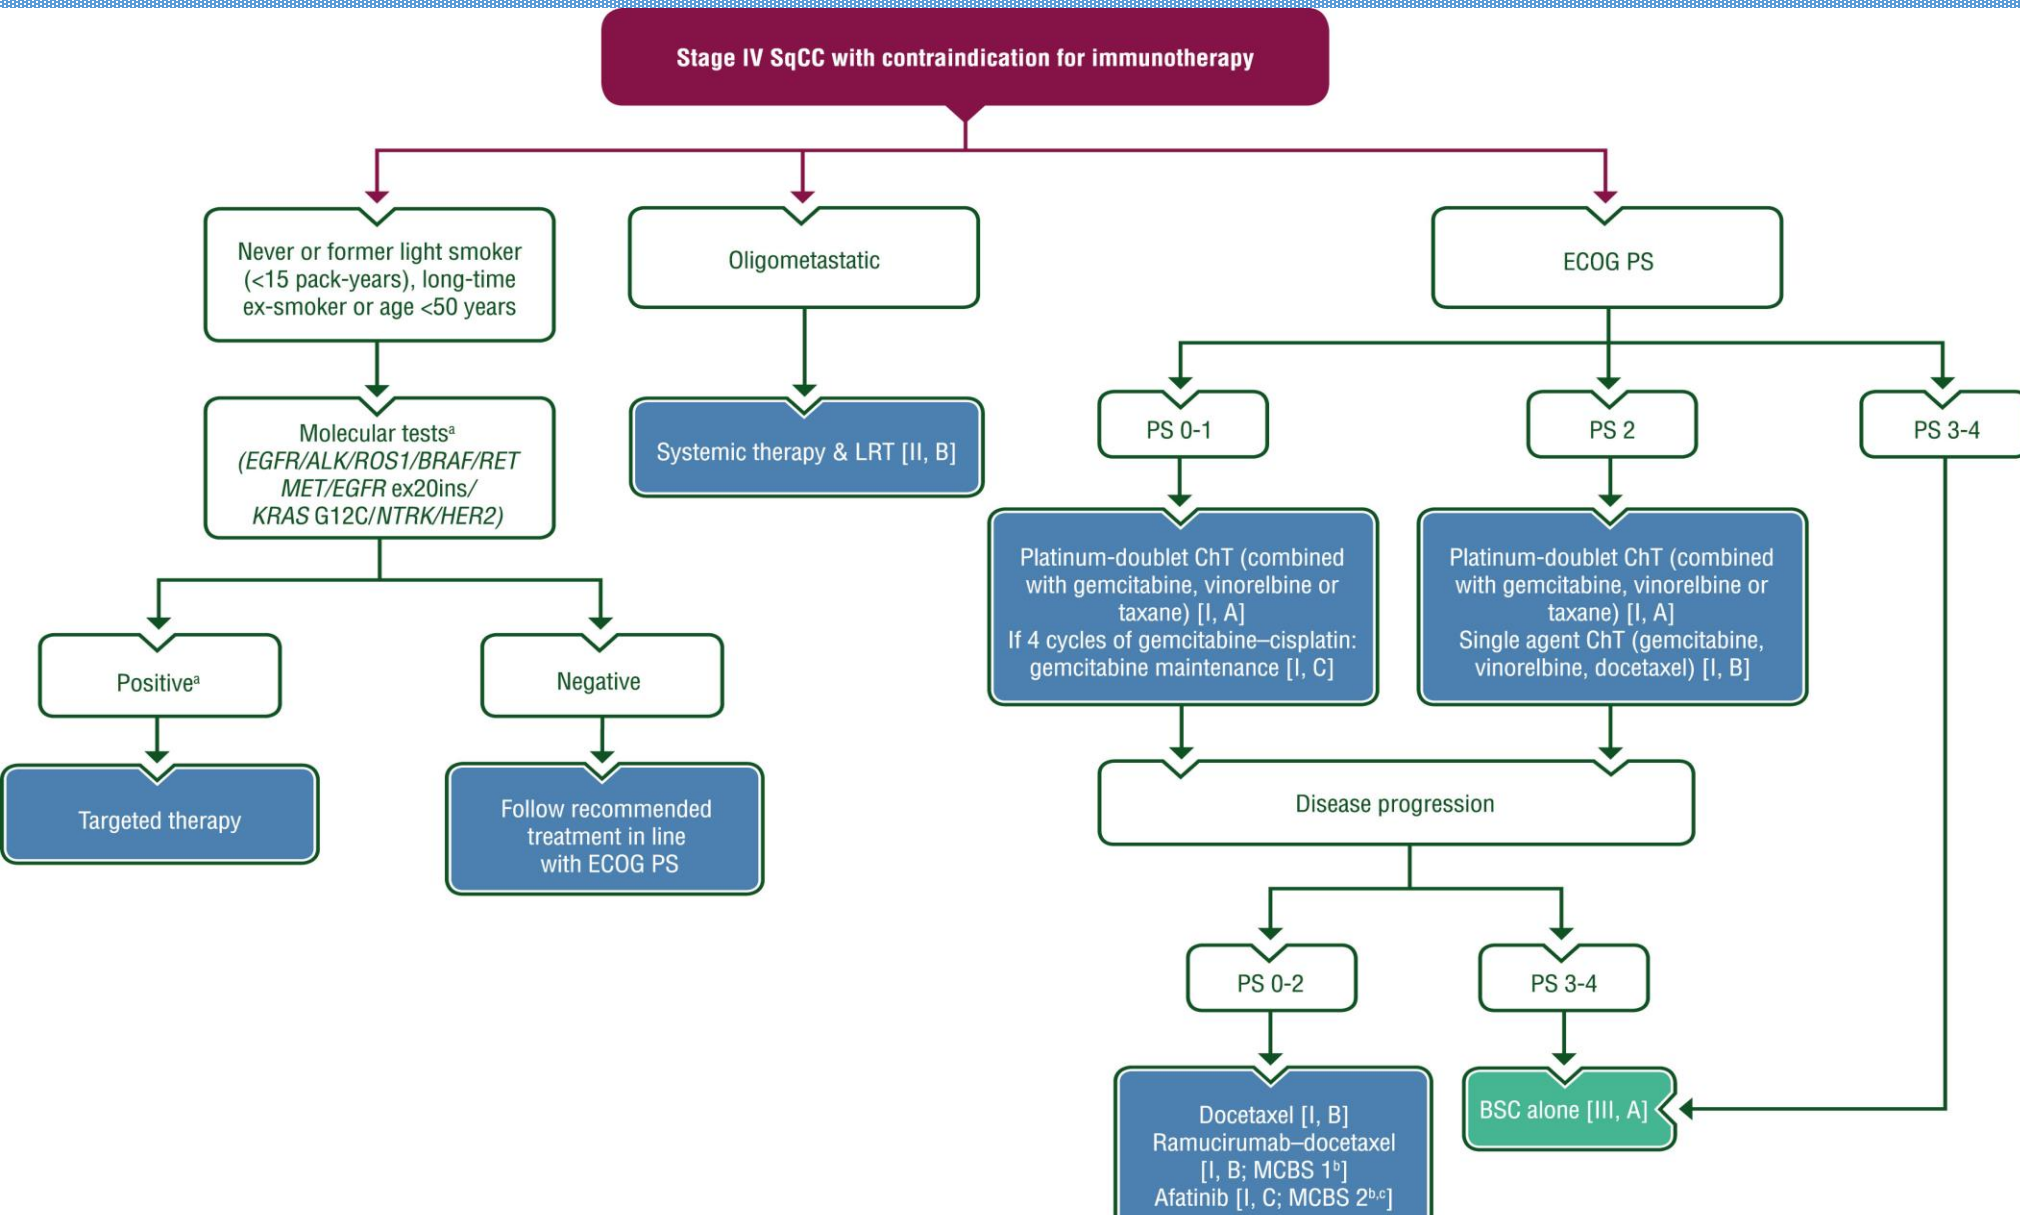 Stage IV SqCC with contraindication for immunotherapy
Never or former light smoker
(<15 pack-years), long-time
ex-smoker or age <50 years
Oligometastatic
ECOG PS
Molecular testsᵃ
(EGFR/ALK/ROS1/BRAF/RET
MET/EGFR ex20ins/
KRAS G12C/NTRK/HER2)
Systemic therapy & LRT [II, B]
PS 0-1
PS 2
PS 3-4
Platinum-doublet ChT (combined
with gemcitabine, vinorelbine or
taxane) [I, A]
If 4 cycles of gemcitabine–cisplatin:
gemcitabine maintenance [I, C]
Platinum-doublet ChT (combined
with gemcitabine, vinorelbine or
taxane) [I, A]
Single agent ChT (gemcitabine,
vinorelbine, docetaxel) [I, B]
Positiveᵃ
Negative
Targeted therapy
Follow recommended
treatment in line
with ECOG PS
Disease progression
PS 0-2
PS 3-4
Docetaxel [I, B]
Ramucirumab–docetaxel
[I, B; MCBS 1ᵇ]
Afatinib [I, C; MCBS 2ᵇ,ᶜ]
BSC alone [III, A]